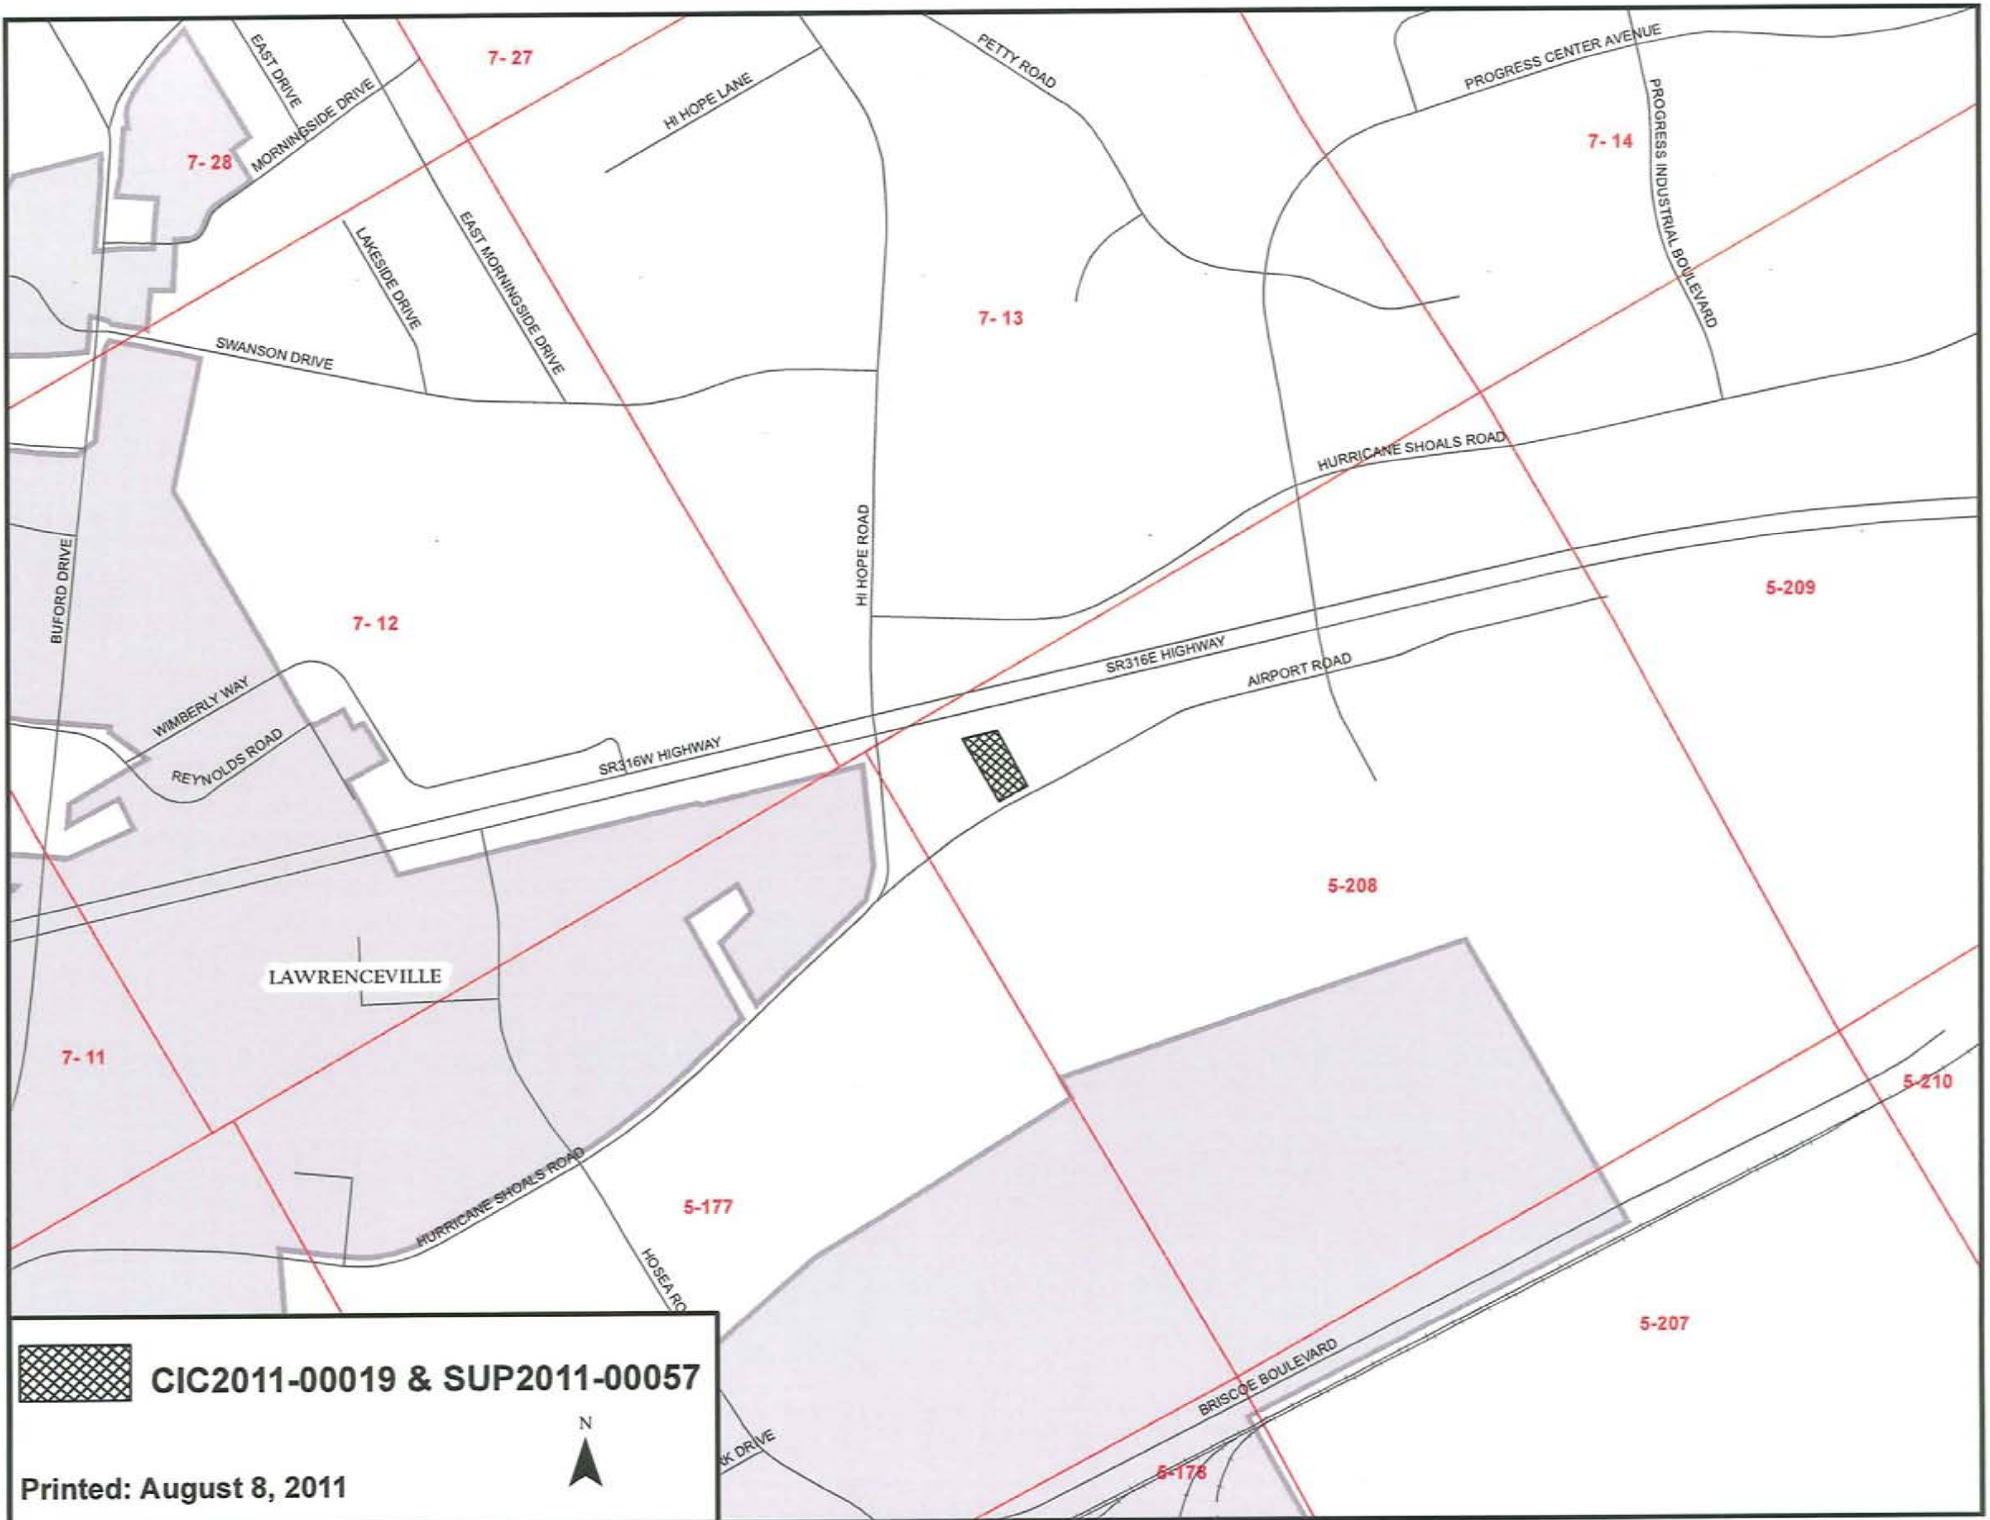 7- 27
EAST DRIVE
PETTY ROAD
PROGRESS CENTER AVENUE
HI HOPE LANE
MORNINGSIDE DRIVE
7- 28
7- 14
PROGRESS INDUSTRIAL BOULEVARD
LAKESIDE DRIVE
EAST MORNINGSIDE DRIVE
7- 13
SWANSON DRIVE
HURRICANE SHOALS ROAD
HI HOPE ROAD
BUFORD DRIVE
5-209
7- 12
SR316E HIGHWAY
AIRPORT ROAD
WIMBERLY WAY
REYNOLDS ROAD
SR316W HIGHWAY
5-208
LAWRENCEVILLE
7- 11
5-210
HURRICANE SHOALS ROAD
5-177
HOSEA RO
5-207
BRISCOE BOULEVARD
RK DRIVE
5-178
CIC2011-00019 & SUP2011-00057
N
Printed: August 8, 2011